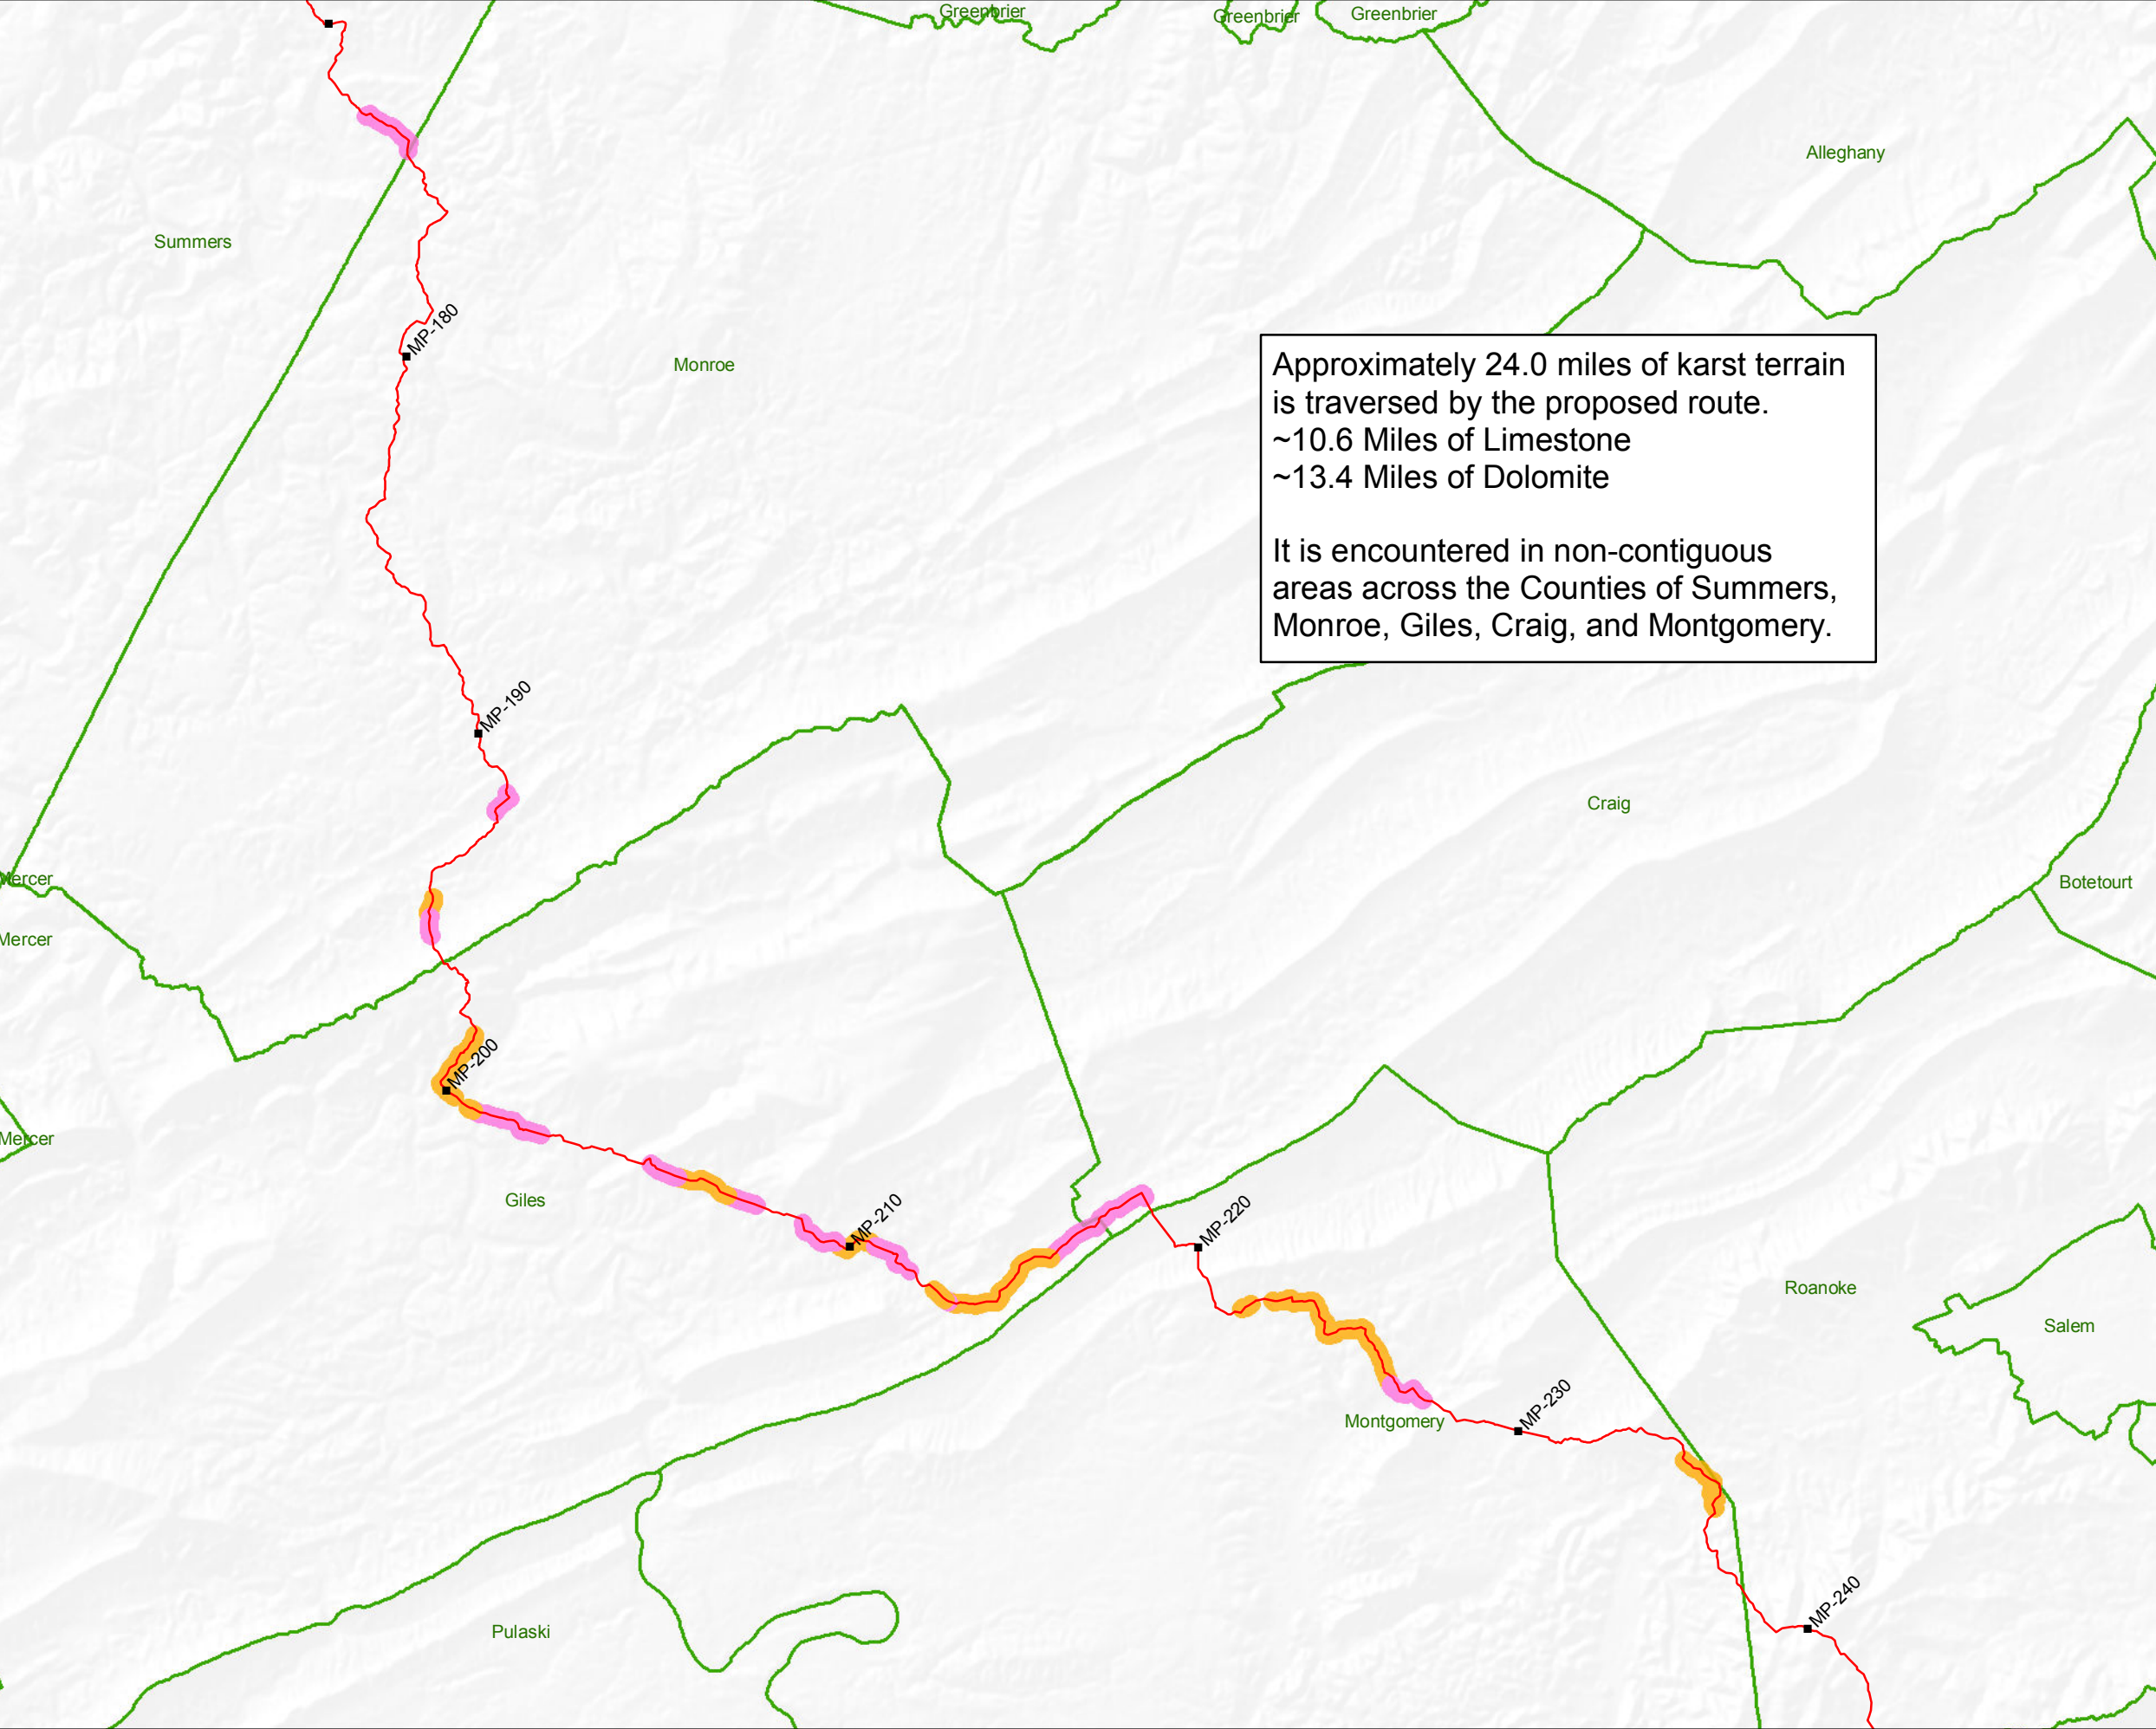 Greenbrier
Greenbrier
Greenbrier
Alleghany
Summers
MP-180
Monroe
Approximately 24.0 miles of karst terrain
is traversed by the proposed route.
~10.6 Miles of Limestone
~13.4 Miles of Dolomite
It is encountered in non-contiguous
areas across the Counties of Summers,
Monroe, Giles, Craig, and Montgomery.
MP-190
Craig
Mercer
Botetourt
Mercer
MP-200
Mercer
Giles
MP-210
MP-220
Roanoke
Salem
MP-230
Montgomery
MP-240
Pulaski